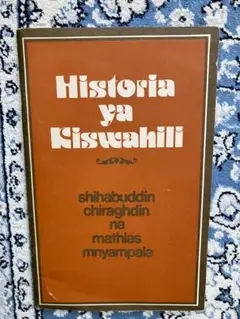 Historia
ya
Kiswahili
shihabuddin
chiraghdin
na
mathias
mnyampala